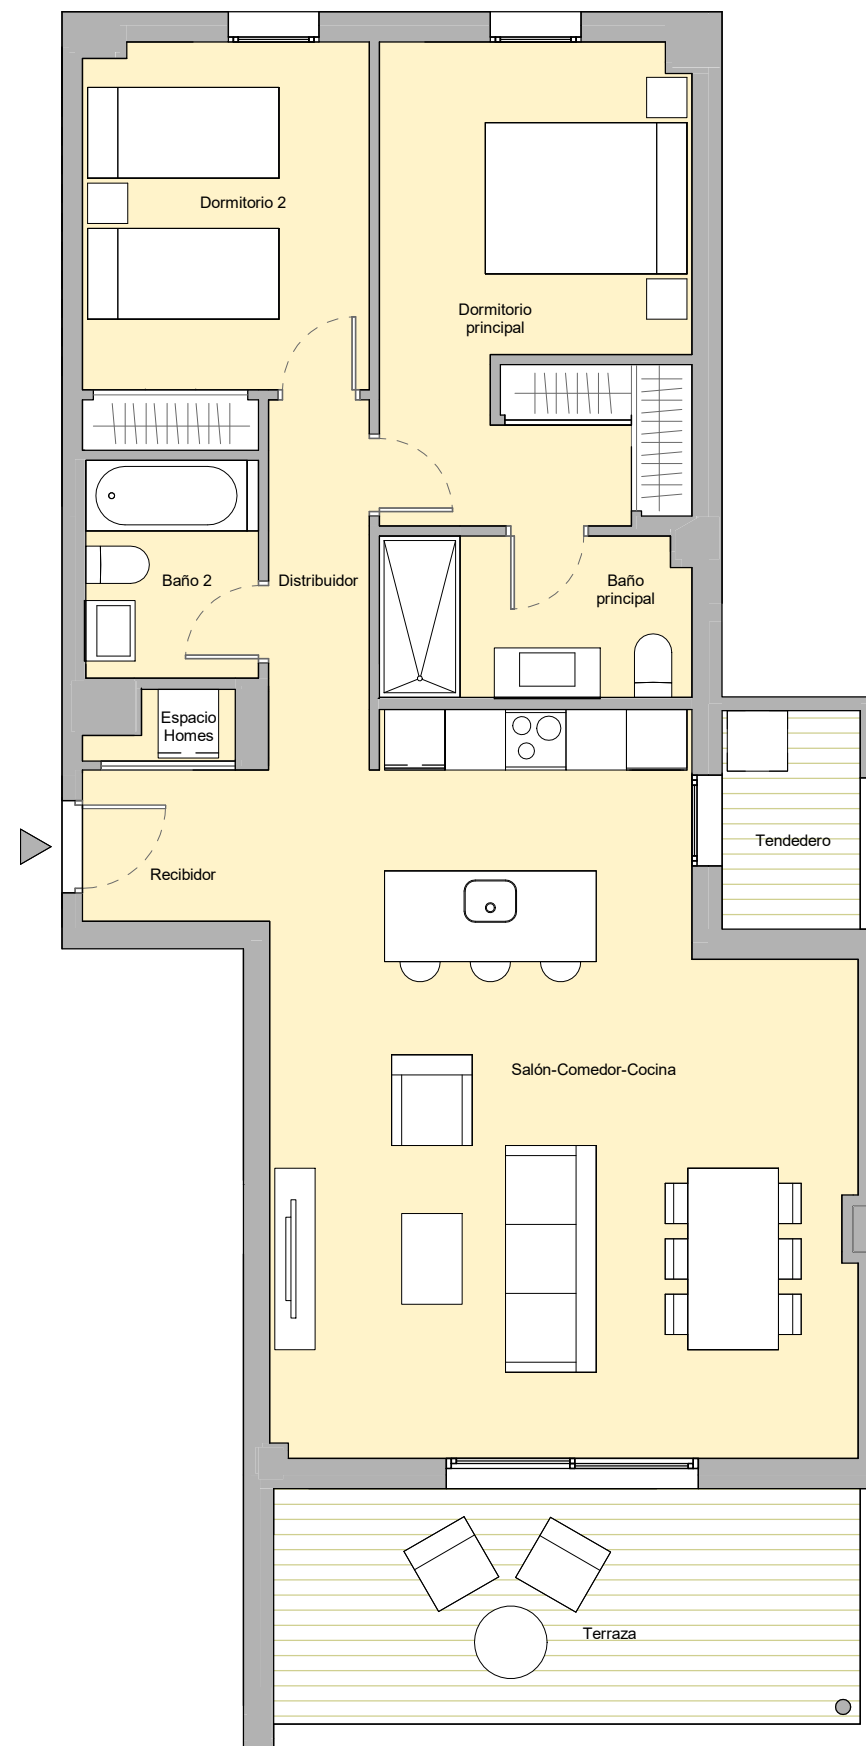 Dormitorio 2
Dormitorio
principal
Baño 2
Distribuidor
Baño
principal
Espacio
Homes
Tendedero
Recibidor
Salón-Comedor-Cocina
Terraza